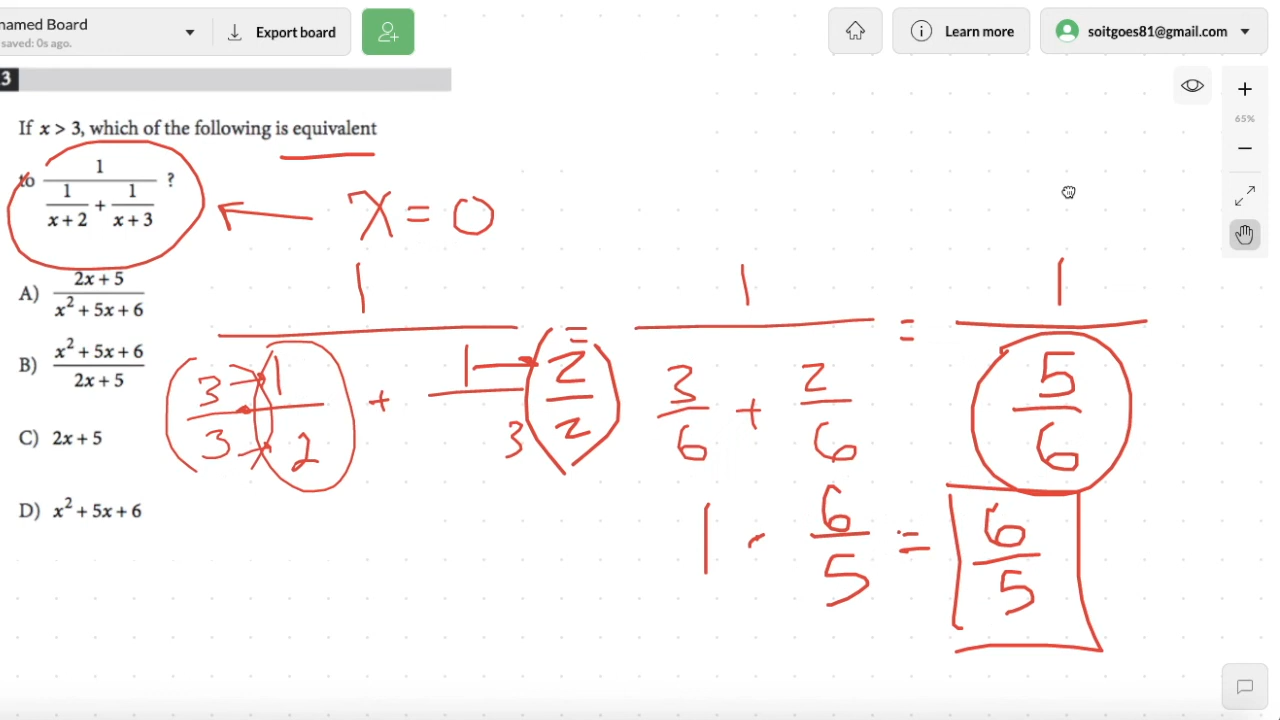 named Board
saved: 0s ago.
Export board
Learn more
soitgoes81@gmail.com
65%
3
If x > 3, which of the following is equivalent
to 1 / (1/(x + 2) + 1/(x + 3)) ?
x = 0
A) (2x + 5)/(x² + 5x + 6)
B) (x² + 5x + 6)/(2x + 5)
C) 2x + 5
D) x² + 5x + 6
1 / (3/3 1/2 + 1/3 2/2) = 1 / (3/6 + 2/6) = 1 / (5/6)
1 · 6/5 = 6/5